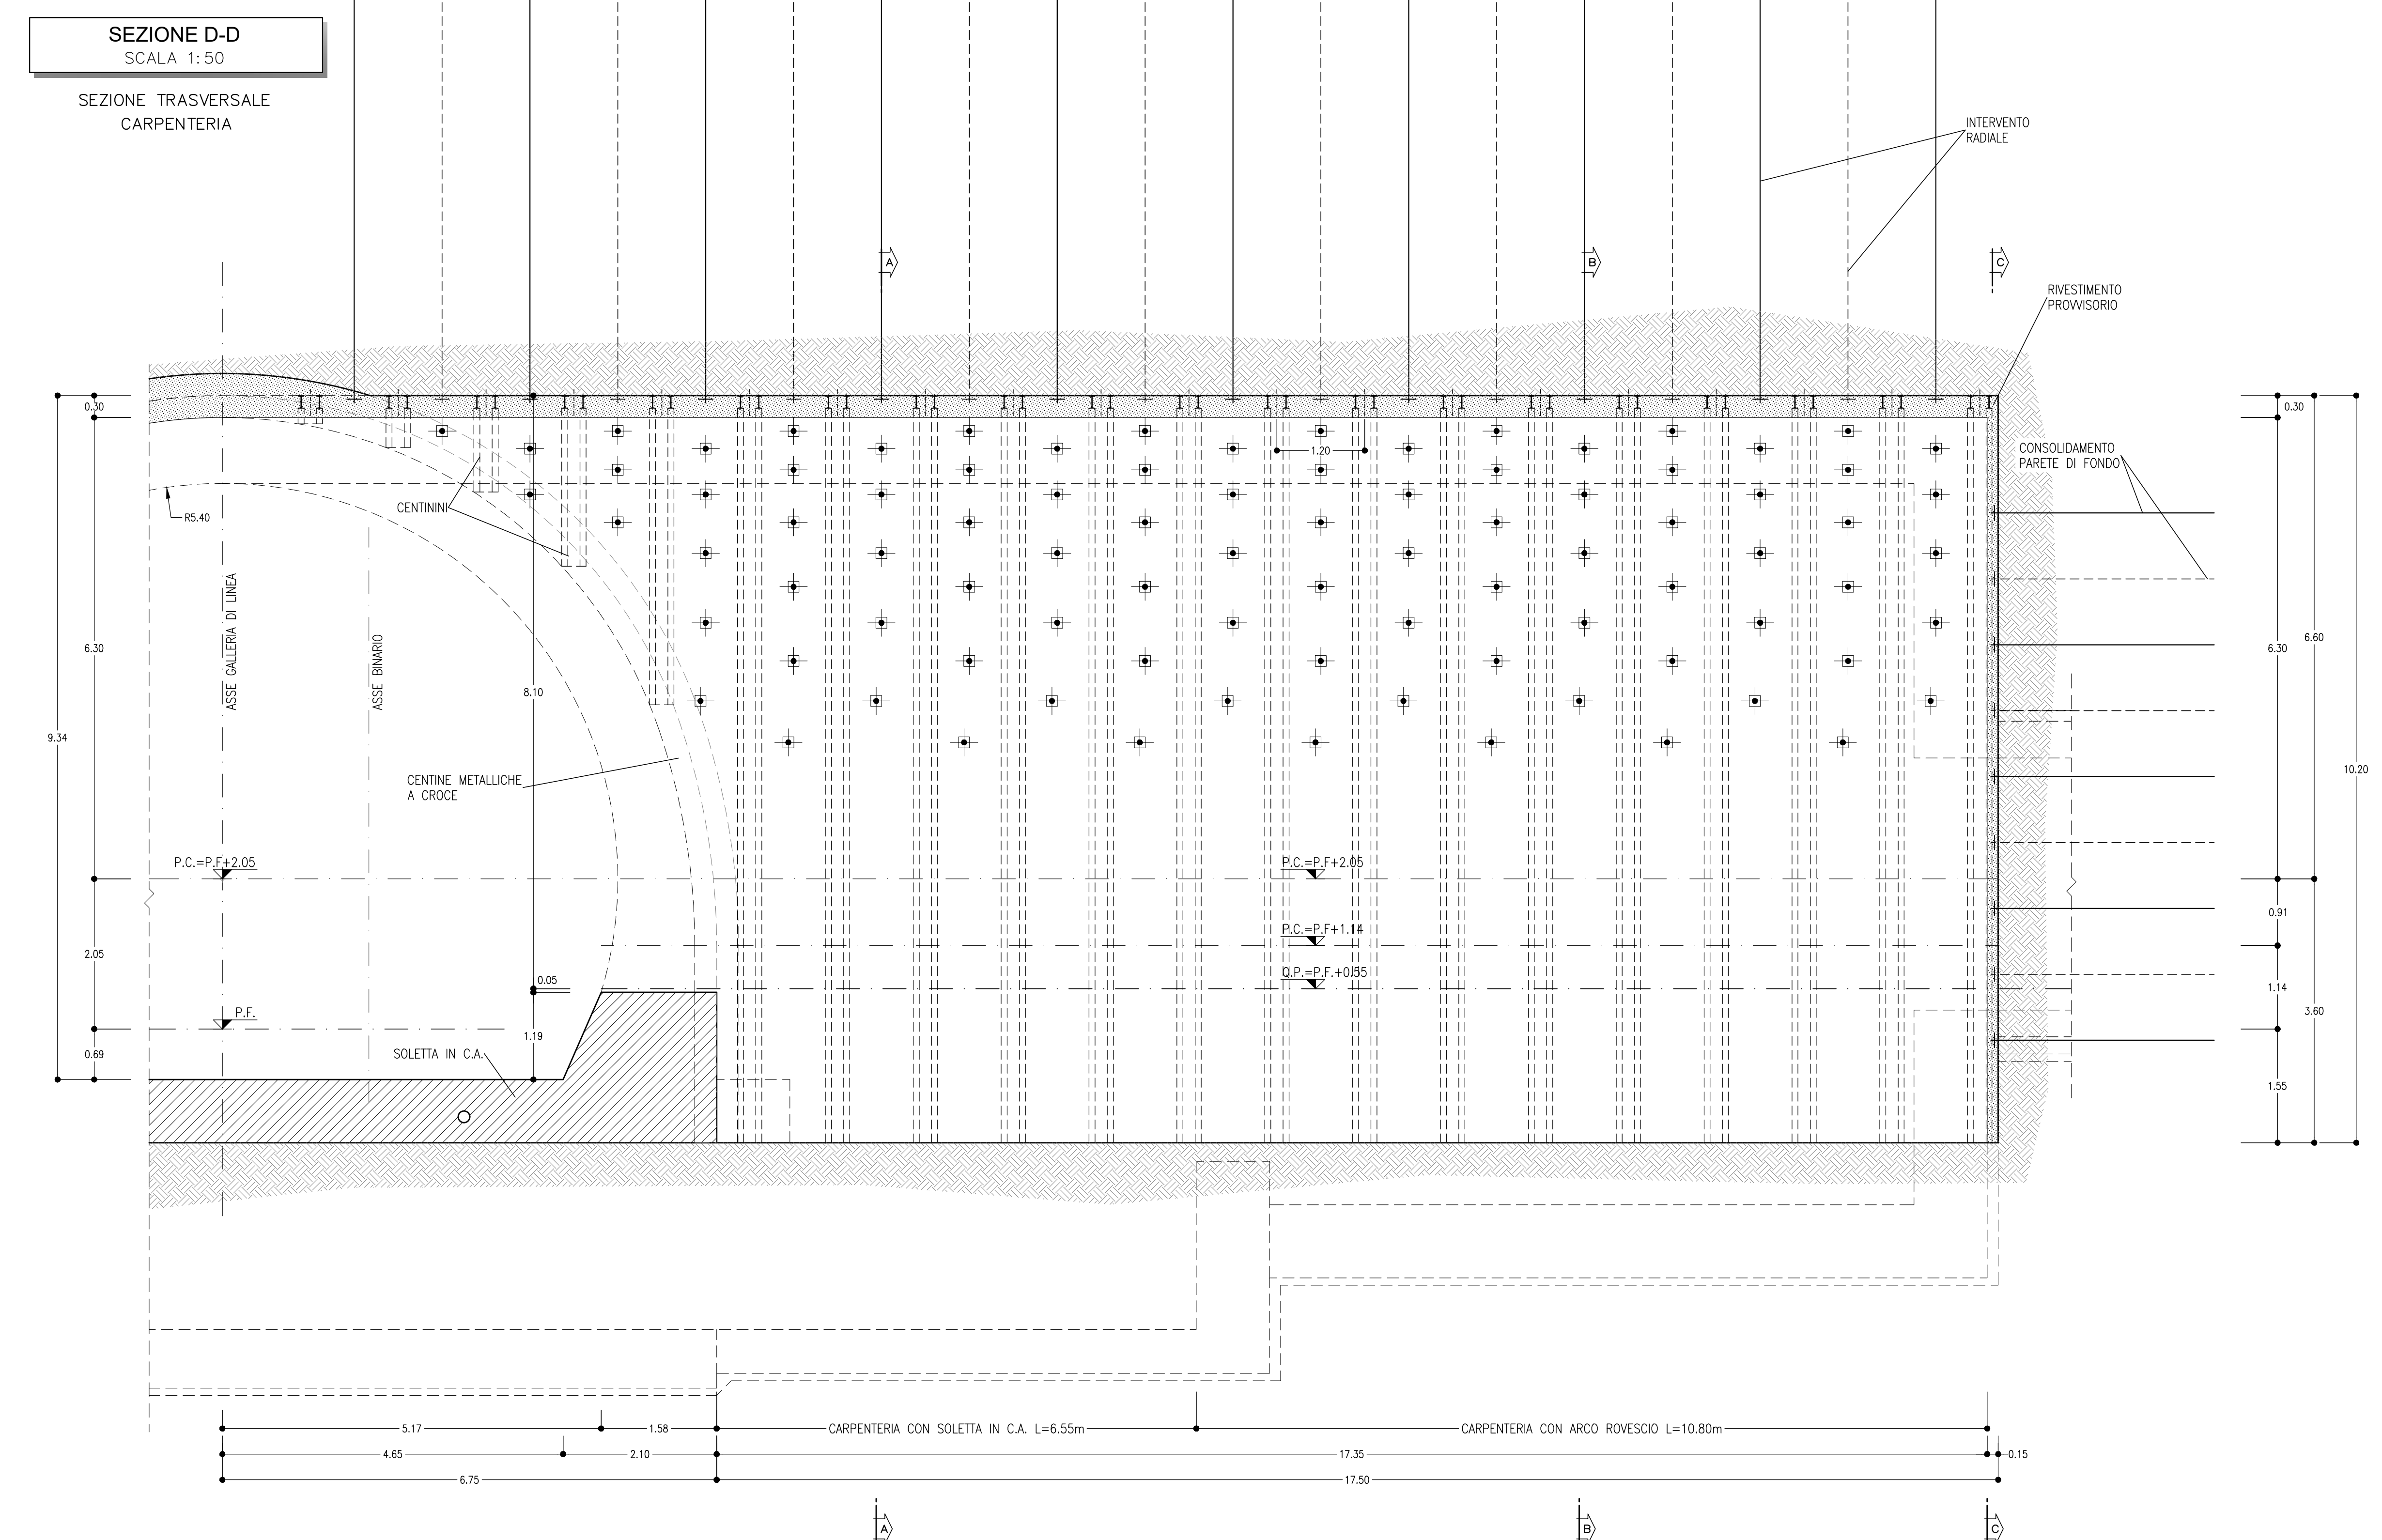 SEZIONE D-D
SCALA 1:50
SEZIONE TRASVERSALE
CARPENTERIA
INTERVENTO
RADIALE
A
B
C
RIVESTIMENTO
PROVVISORIO
0.30
0.30
CONSOLIDAMENTO
PARETE DI FONDO
1.20
CENTININI
R5.40
ASSE GALLERIA DI LINEA
ASSE BINARIO
6.30
8.10
9.34
6.30
6.60
10.20
CENTINE METALLICHE
A CROCE
P.C.=P.F+2.05
P.C.=P.F+2.05
0.91
P.C.=P.F+1.14
2.05
Q.P.=P.F.+0.55
0.05
1.14
P.F.
3.60
1.19
SOLETTA IN C.A.
0.69
1.55
5.17
1.58
CARPENTERIA CON SOLETTA IN C.A. L=6.55m
CARPENTERIA CON ARCO ROVESCIO L=10.80m
4.65
2.10
17.35
0.15
6.75
17.50
A
B
C